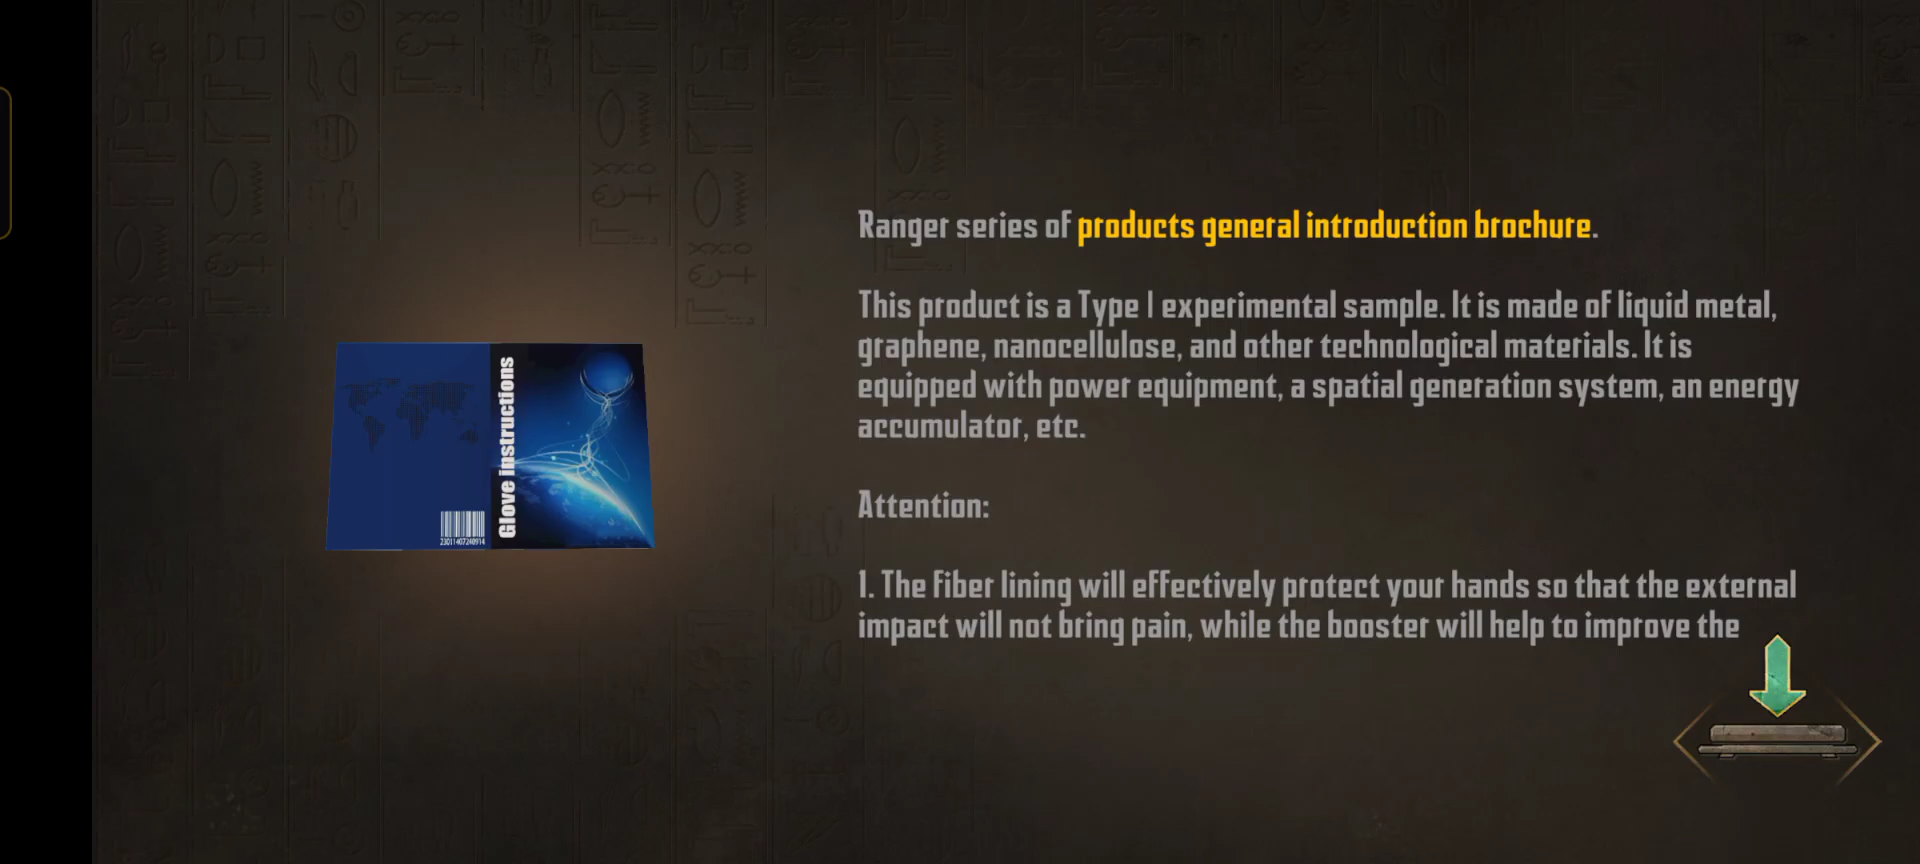 Ranger series of products general introduction brochure.
This product is a Type I experimental sample. It is made of liquid metal,
graphene, nanocellulose, and other technological materials. It is
equipped with power equipment, a spatial generation system, an energy
accumulator, etc.
Attention:
1. The fiber lining will effectively protect your hands so that the external
impact will not bring pain, while the booster will help to improve the
Glove instructions
23011407240914